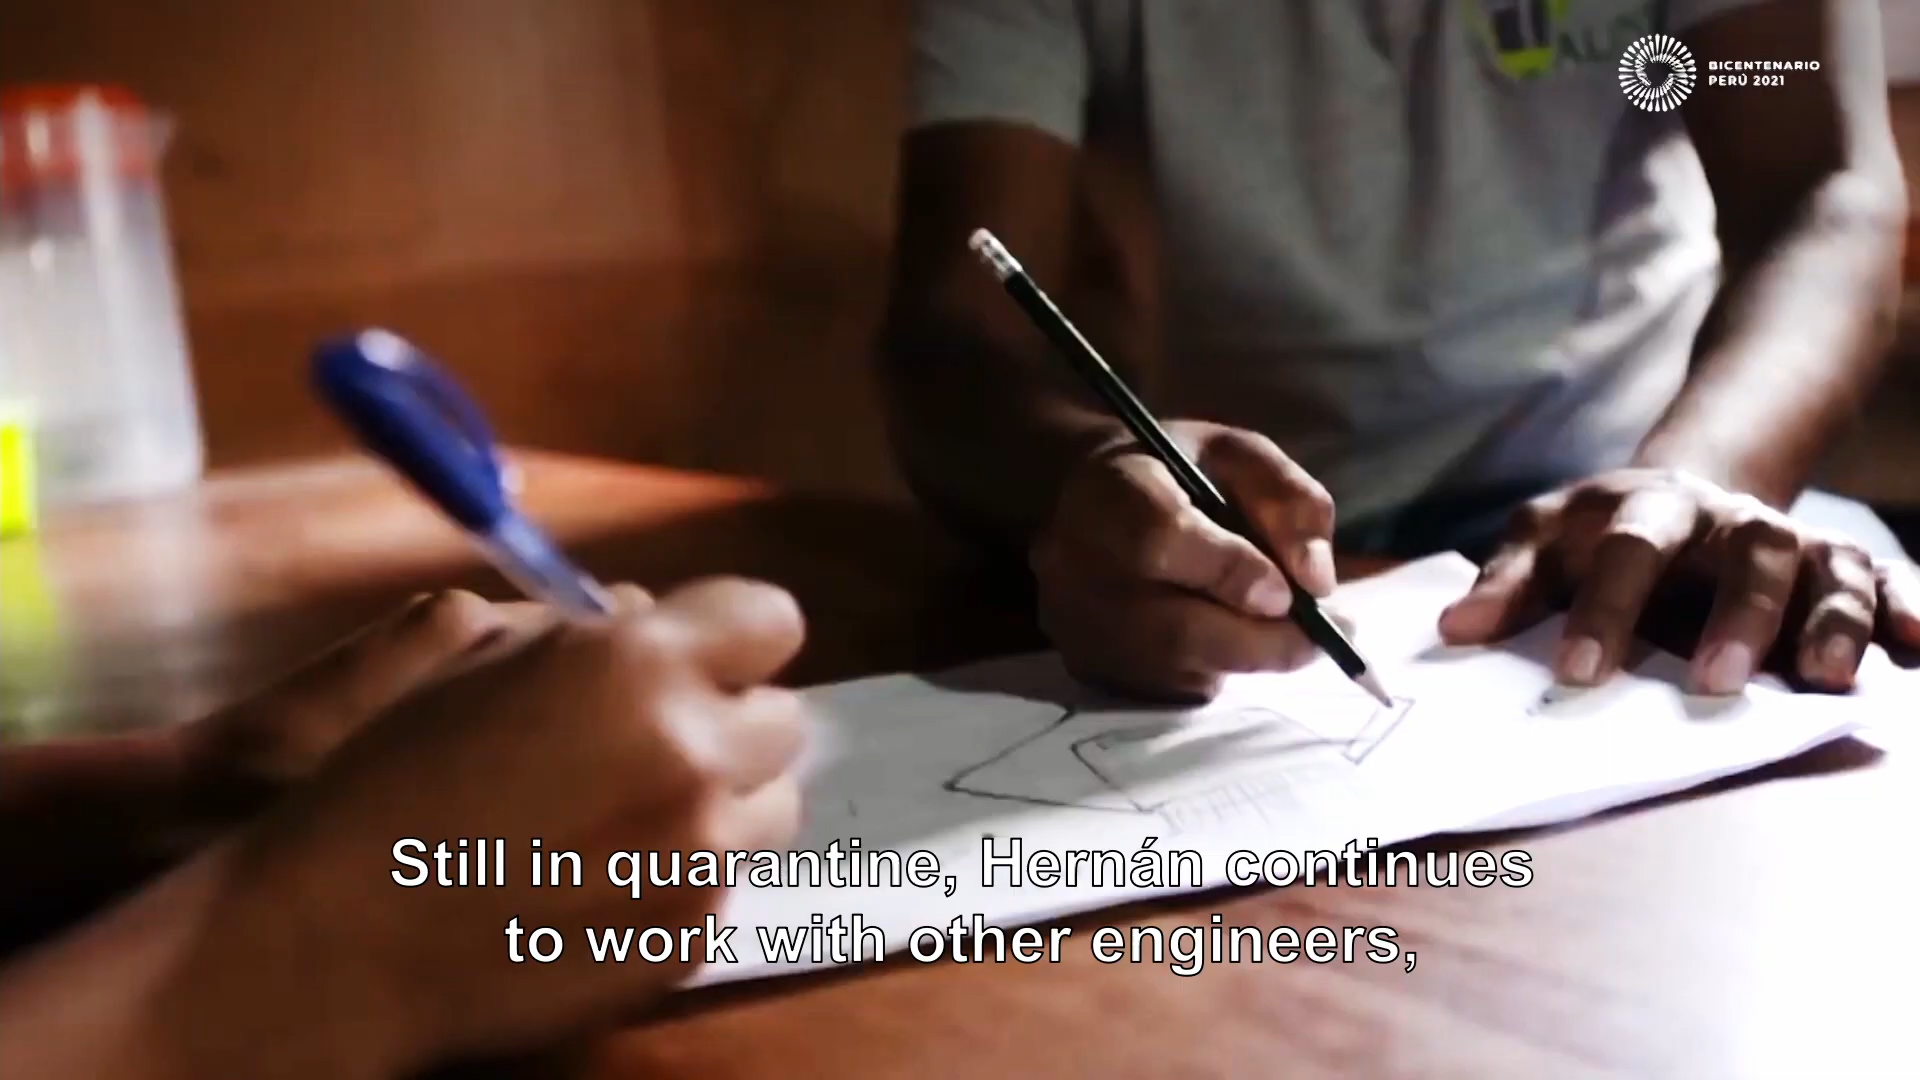 BICENTENARIO
PERÚ 2021
Still in quarantine, Hernán continues
to work with other engineers,